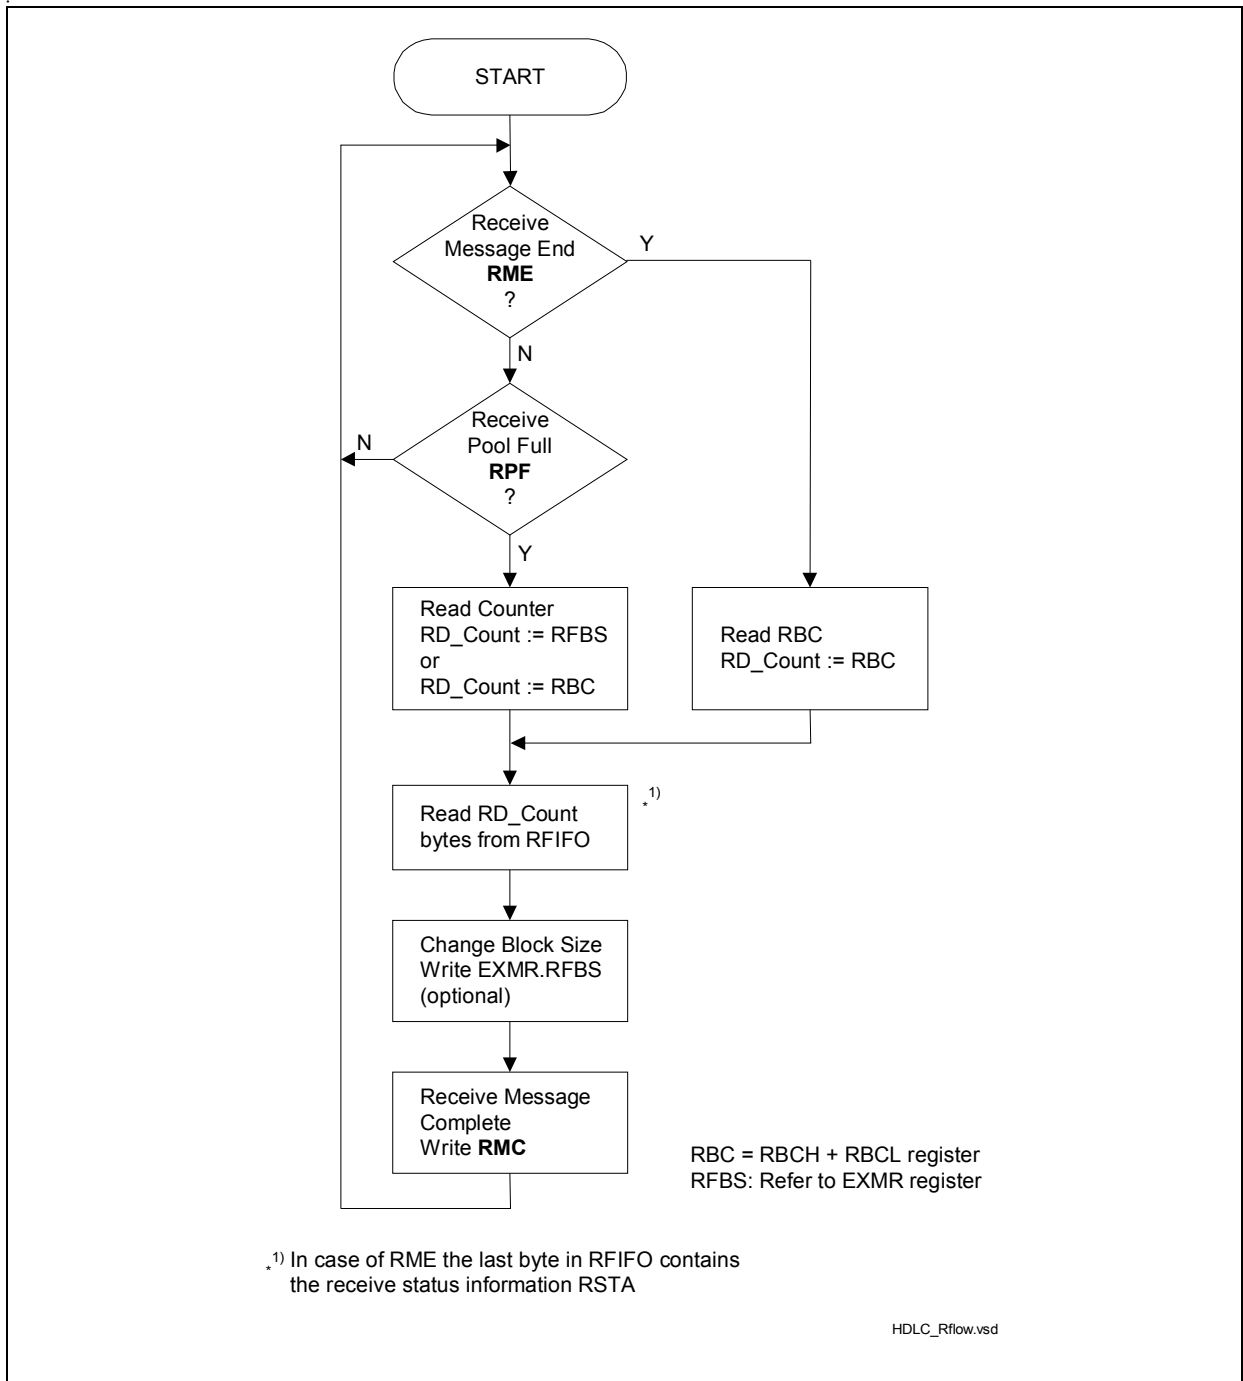 START
Receive
Message End
RME
?
Y
N
Receive
Pool Full
RPF
?
N
Y
Read Counter
RD_Count := RFBS
or
RD_Count := RBC
Read RBC
RD_Count := RBC
Read RD_Count
bytes from RFIFO
*1)
Change Block Size
Write EXMR.RFBS
(optional)
Receive Message
Complete
Write RMC
RBC = RBCH + RBCL register
RFBS: Refer to EXMR register
*1) In case of RME the last byte in RFIFO contains
the receive status information RSTA
HDLC_Rflow.vsd